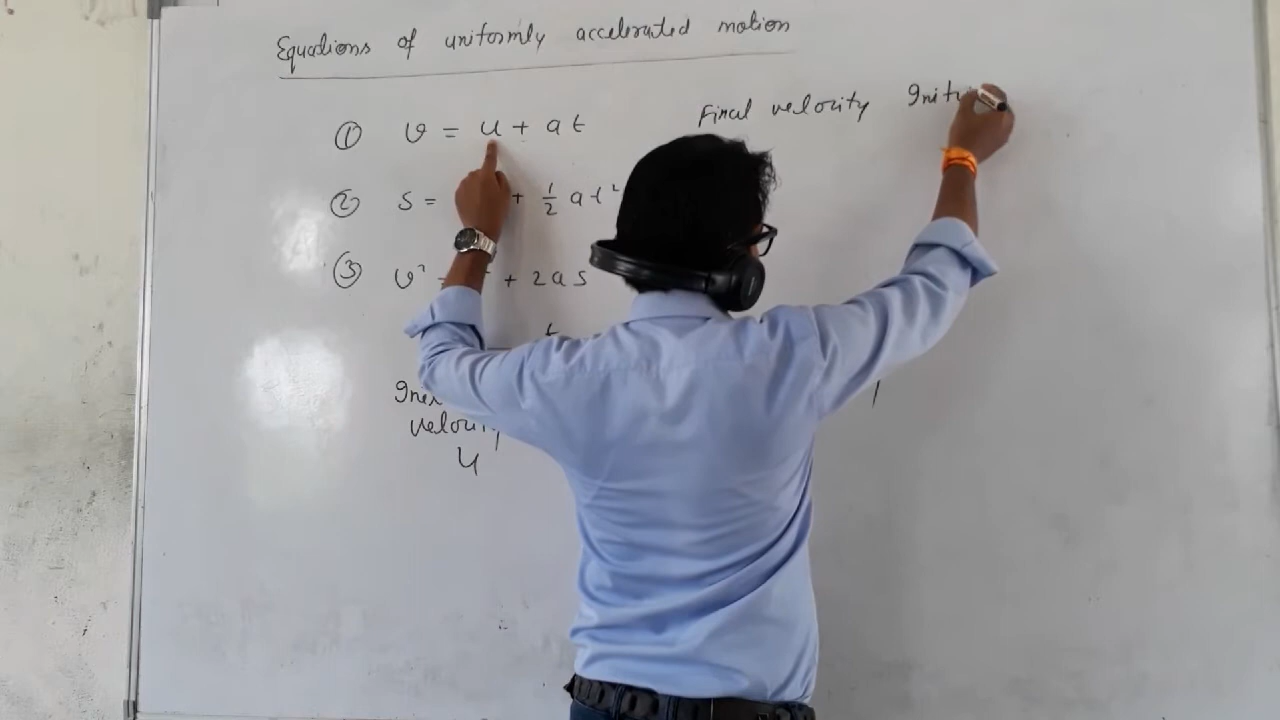 Equations of uniformly accelerated motion
① v = u + at
Final velocity
② s = + ½ at²
③ v² + 2as
t
velocity
u